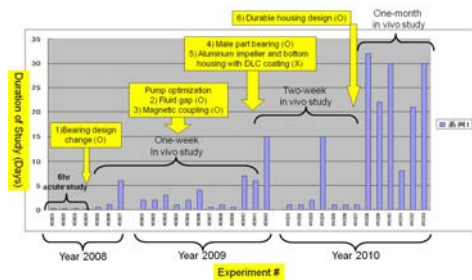 6) Durable housing design (O)
One-month
in vivo study
4) Male part bearing (O)
5) Aluminum impeller and bottom
housing with DLC coating (X)
Pump optimization
2) Fluid gap (O)
3) Magnetic coupling (O)
Two-week
in vivo study
1)Bearing design
change (O)
One-week
In vivo study
6hr
acute study
Duration of Study (Days)
35
30
25
20
15
10
5
0
Year 2008
Year 2009
Year 2010
Experiment #